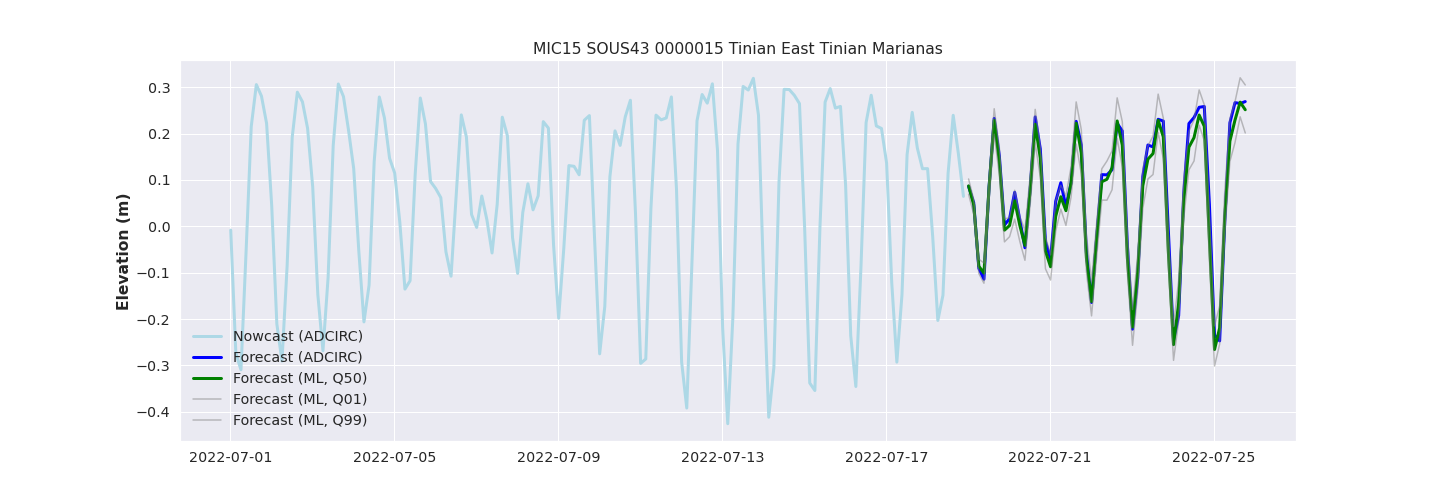 MIC15 SOUS43 0000015 Tinian East Tinian Marianas
Elevation (m)
0.3
0.2
0.1
0.0
−0.1
−0.2
−0.3
−0.4
Nowcast (ADCIRC)
Forecast (ADCIRC)
Forecast (ML, Q50)
Forecast (ML, Q01)
Forecast (ML, Q99)
2022-07-01 2022-07-05 2022-07-09 2022-07-13 2022-07-17 2022-07-21 2022-07-25